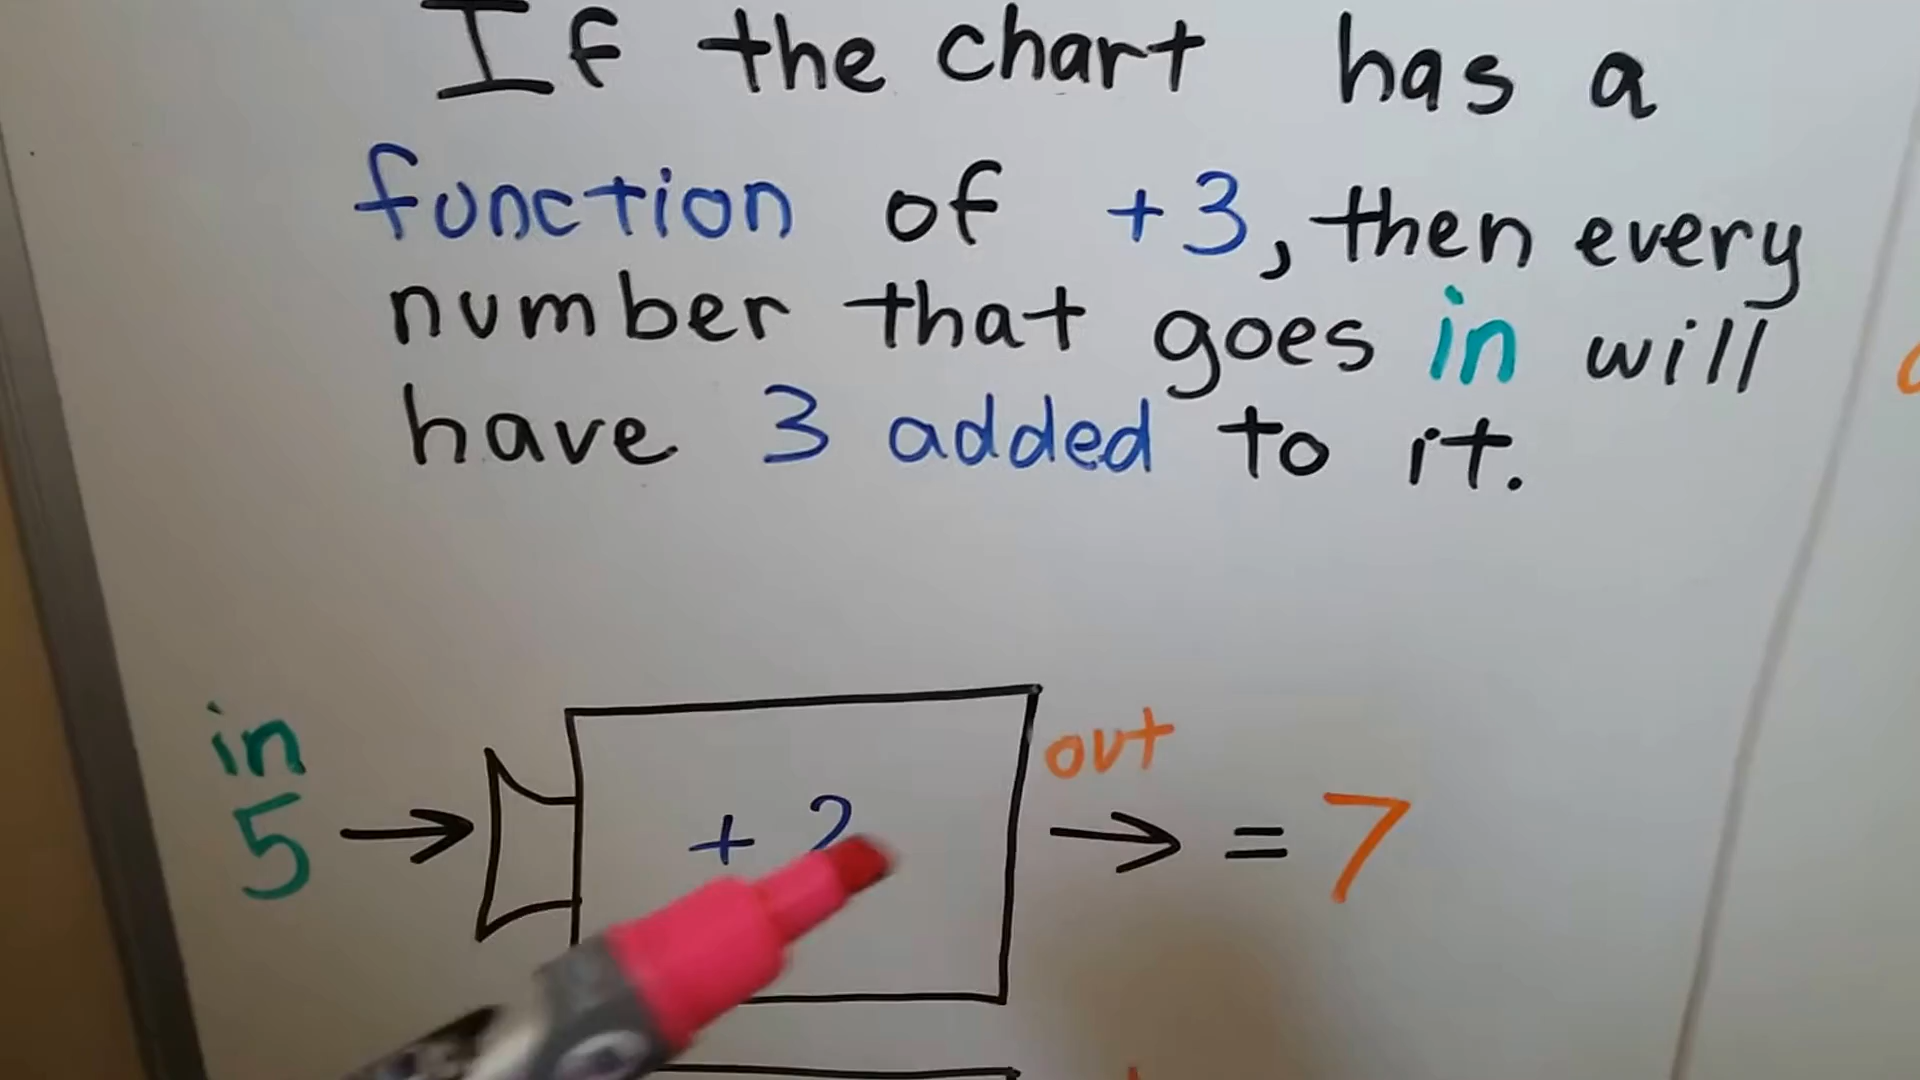 If the chart has a
function of +3, then every
number that goes in will
have 3 added to it.
in
out
5 → + 2 → = 7